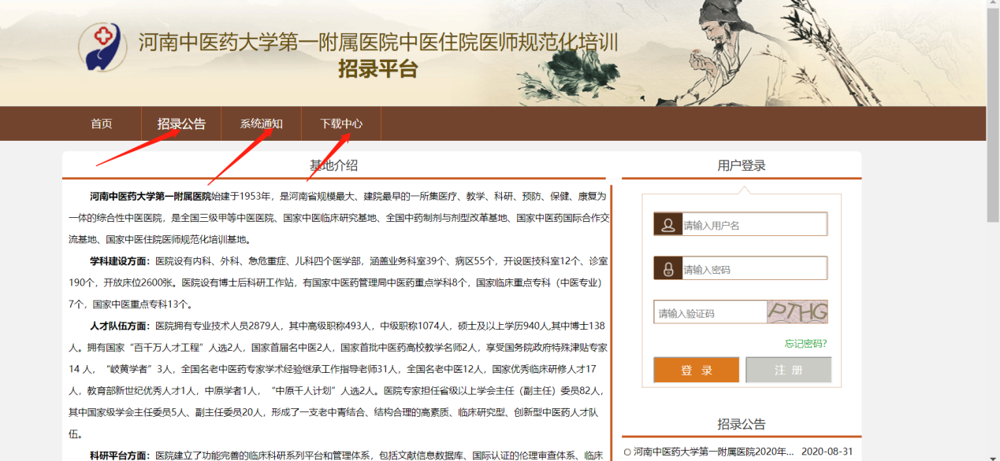 河南中医药大学第一附属医院中医住院医师规范化培训
招录平台
首页
招录公告
系统通知
下载中心
基地介绍
河南中医药大学第一附属医院始建于1953年，是河南省规模最大、建院最早的一所集医疗、教学、科研、预防、保健、康复为
一体的综合性中医医院，是全国三级甲等中医医院、国家中医临床研究基地、全国中药制剂与剂型改革基地、国家中医药国际合作交
流基地、国家中医住院医师规范化培训基地。
学科建设方面：医院设有内科、外科、急危重症、儿科四个医学部，涵盖业务科室39个、病区55个，开设医技科室12个、诊室
190个，开放床位2600张。医院设有博士后科研工作站，有国家中医药管理局中医药重点学科8个，国家临床重点专科（中医专业）
7个，国家中医重点专科13个。
人才队伍方面：医院拥有专业技术人员2879人，其中高级职称493人，中级职称1074人，硕士及以上学历940人,其中博士138
人。拥有国家“百千万人才工程”人选2人，国家首届名中医2人，国家首批中医药高校教学名师2人，享受国务院政府特殊津贴专家
14 人，“岐黄学者”3人，全国名老中医药专家学术经验继承工作指导老师31人，全国名老中医12人，国家优秀临床研修人才17
人，教育部新世纪优秀人才1人，中原学者1人，“中原千人计划”人选2人。医院专家担任省级以上学会主任（副主任）委员82人，
其中国家级学会主任委员5人、副主任委员20人，形成了一支老中青结合、结构合理的高素质、临床研究型、创新型中医药人才队
伍。
科研平台方面：医院建立了功能完善的临床科研系列平台和管理体系，包括文献信息数据库、国际认证的伦理审查体系、临床
用户登录
请输入用户名
请输入密码
请输入验证码
PTHG
忘记密码?
登 录
注 册
招录公告
河南中医药大学第一附属医院2020年... 2020-08-31